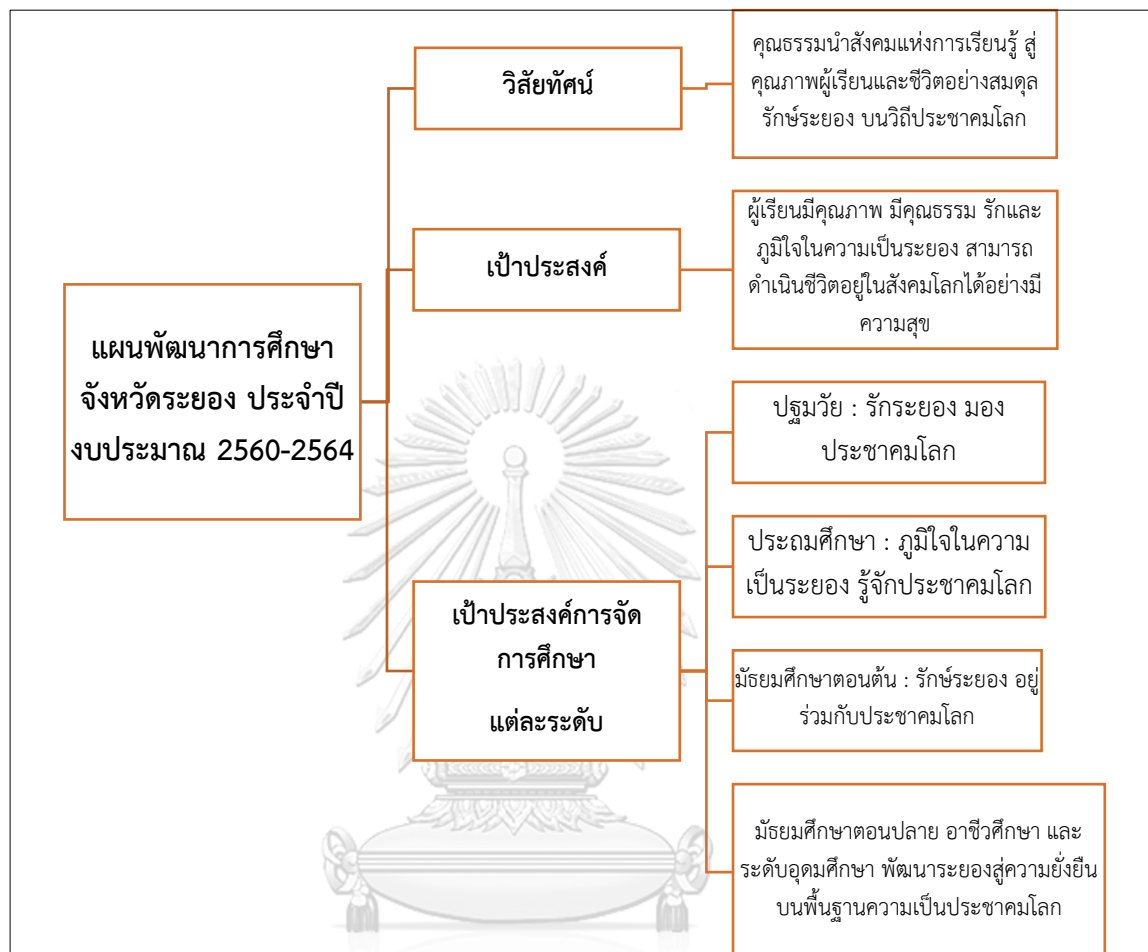 แผนพัฒนาการศึกษา
จังหวัดระยอง ประจำปี
งบประมาณ 2560-2564
วิสัยทัศน์
คุณธรรมนำสังคมแห่งการเรียนรู้ สู่
คุณภาพผู้เรียนและชีวิตอย่างสมดุล
รักษ์ระยอง บนวิถีประชาคมโลก
เป้าประสงค์
ผู้เรียนมีคุณภาพ มีคุณธรรม รักและ
ภูมิใจในความเป็นระยอง สามารถ
ดำเนินชีวิตอยู่ในสังคมโลกได้อย่างมี
ความสุข
เป้าประสงค์การจัด
การศึกษา
แต่ละระดับ
ปฐมวัย : รักระยอง มอง
ประชาคมโลก
ประถมศึกษา : ภูมิใจในความ
เป็นระยอง รู้จักประชาคมโลก
มัธยมศึกษาตอนต้น : รักษ์ระยอง อยู่
ร่วมกับประชาคมโลก
มัธยมศึกษาตอนปลาย อาชีวศึกษา และ
ระดับอุดมศึกษา พัฒนาระยองสู่ความยั่งยืน
บนพื้นฐานความเป็นประชาคมโลก